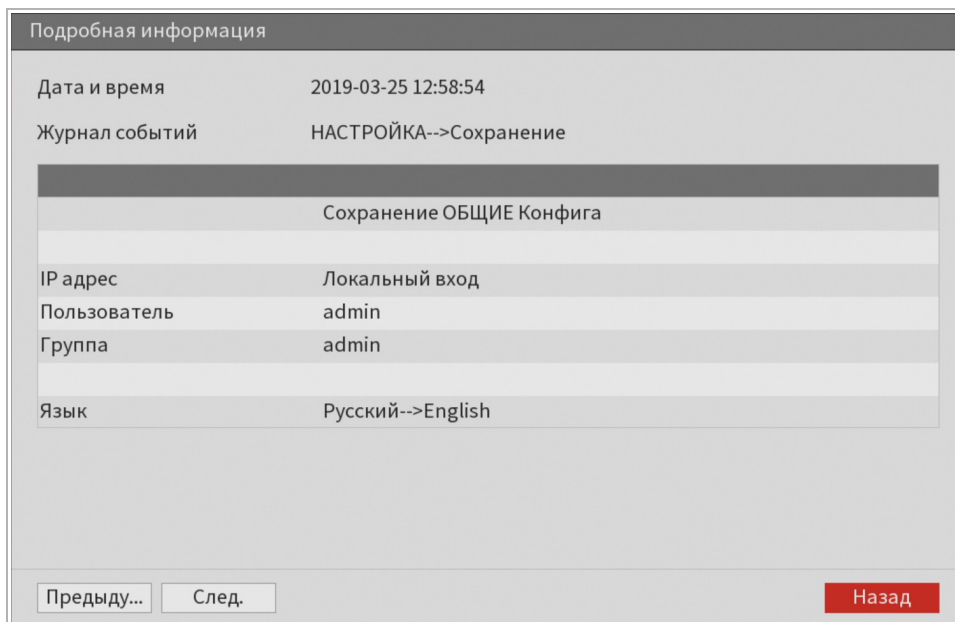 Подробная информация
Дата и время 2019-03-25 12:58:54
Журнал событий НАСТРОЙКА-->Сохранение
Сохранение ОБЩИЕ Конфига
IP адрес Локальный вход
Пользователь admin
Группа admin
Язык Русский-->English
Предыду... След. Назад